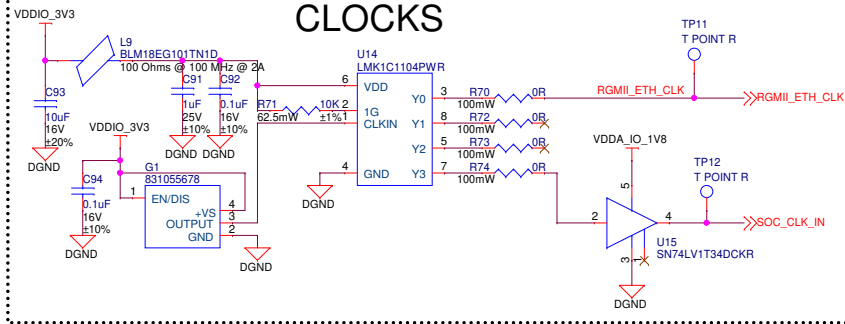 CLOCKS
VDDIO_3V3
L9
BLM18EG101TN1D
100 Ohms @ 100 MHz @ 2A
C93
10uF
16V
±20%
DGND
C91
1uF
25V
±10%
DGND
C92
0.1uF
16V
±10%
DGND
R71
62.5mW
10K
±1%
U14
LMK1C1104PWR
6
VDD
2
1G
1
CLKIN
4
GND
DGND
Y0
3
Y1
8
Y2
5
Y3
7
R70
0R
100mW
R72
0R
100mW
R73
0R
100mW
R74
0R
100mW
RGMII_ETH_CLK
TP11
T POINT R
RGMII_ETH_CLK
VDDIO_3V3
C94
0.1uF
16V
±10%
DGND
G1
831055678
1
EN/DIS
+VS
4
OUTPUT
3
GND
2
DGND
VDDA_IO_1V8
5
2
4
3
1
U15
SN74LV1T34DCKR
DGND
TP12
T POINT R
SOC_CLK_IN